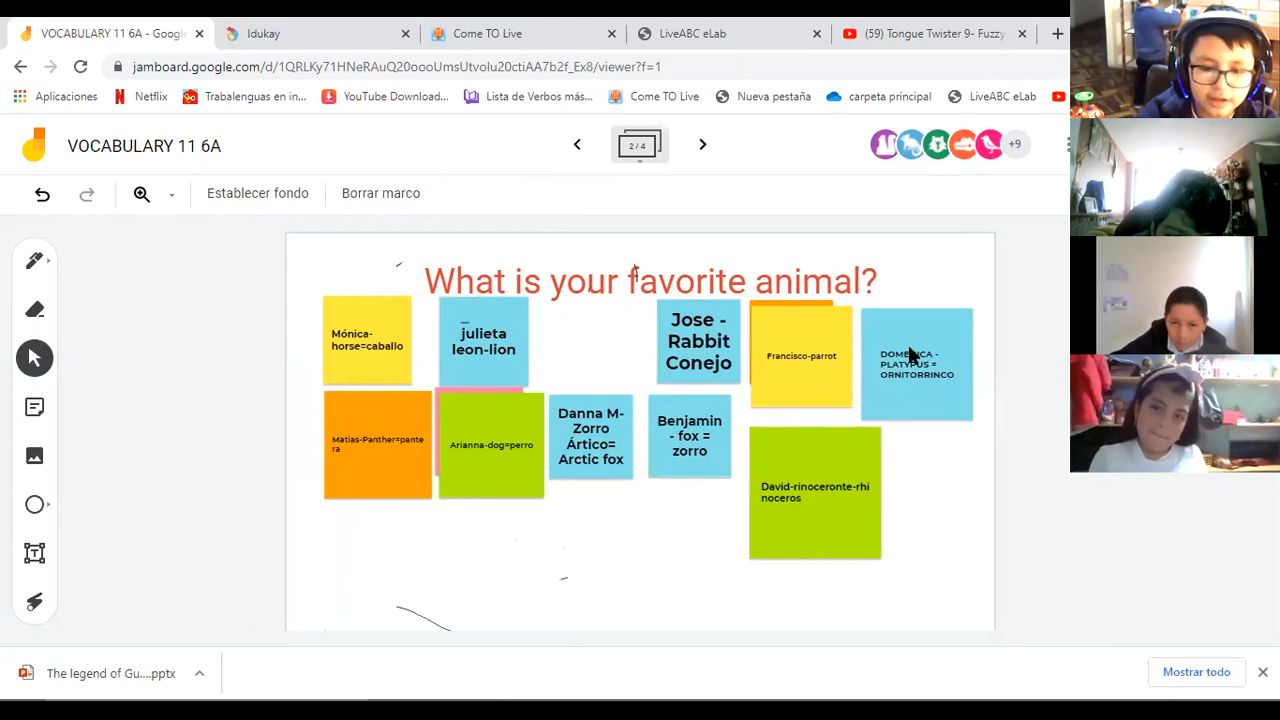 VOCABULARY 11 6A - Google
Idukay
Come TO Live
LiveABC eLab
(59) Tongue Twister 9- Fuzzy
jamboard.google.com/d/1QRLKy71HNeRAuQ20oooUmsUtvolu20ctiAA7b2f_Ex8/viewer?f=1
Aplicaciones
Netflix
Trabalenguas en in...
YouTube Download...
Lista de Verbos más...
Come TO Live
Nueva pestaña
carpeta principal
LiveABC eLab
VOCABULARY 11 6A
2 / 4
+9
Establecer fondo
Borrar marco
What is your favorite animal?
Mónica-
horse=caballo
julieta
leon-lion
Jose -
Rabbit
Conejo
Francisco-parrot
PLATYPUS =
ORNITORRINCO
Matias-Panther=pante
ra
Arianna-dog=perro
Danna M-
Zorro
Ártico=
Arctic fox
Benjamin
- fox =
zorro
David-rinoceronte-rhi
noceros
The legend of Gu....pptx
Mostrar todo